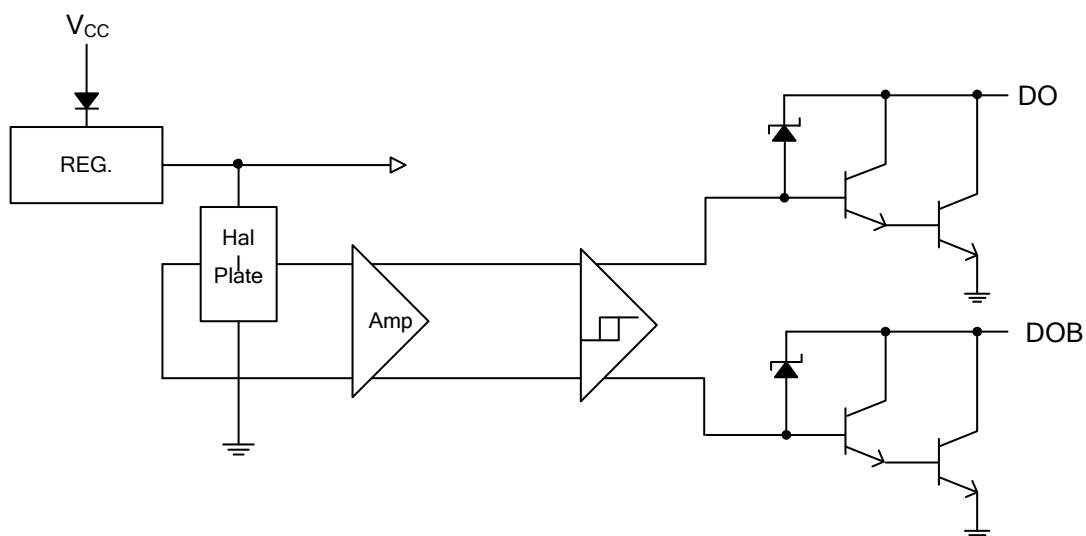 VCC
REG.
Hal
l
Plate
Amp
DO
DOB